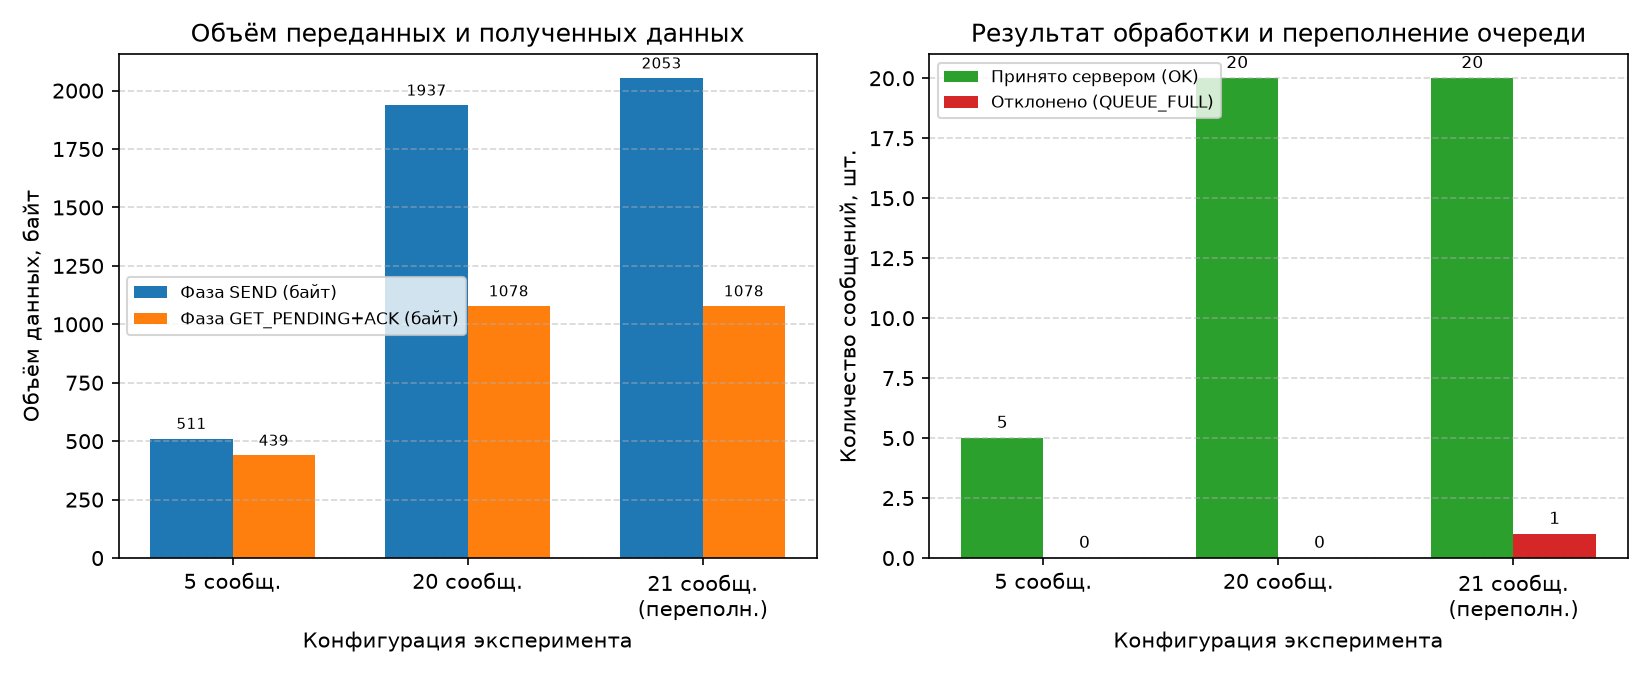 Объём переданных и полученных данных
Объём данных, байт
2000
1750
1500
1250
1000
750
500
250
0
Фаза SEND (байт)
Фаза GET_PENDING+ACK (байт)
511
439
1937
1078
2053
1078
5 сообщ.
20 сообщ.
21 сообщ.
(переполн.)
Конфигурация эксперимента
Результат обработки и переполнение очереди
Количество сообщений, шт.
20.0
17.5
15.0
12.5
10.0
7.5
5.0
2.5
0.0
Принято сервером (OK)
Отклонено (QUEUE_FULL)
5
0
20
0
20
1
5 сообщ.
20 сообщ.
21 сообщ.
(переполн.)
Конфигурация эксперимента